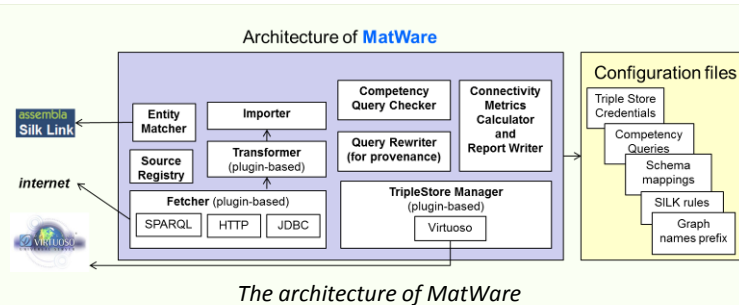 Architecture of MatWare
assembla
Silk Link
internet
VIRTUOSO
Entity
Matcher
Source
Registry
Importer
Transformer
(plugin-based)
Fetcher (plugin-based)
SPARQL
HTTP
JDBC
Competency
Query Checker
Query Rewriter
(for provenance)
Connectivity
Metrics
Calculator
and
Report Writer
TripleStore Manager
(plugin-based)
Virtuoso
Configuration files
Triple Store
Credentials
Competency
Queries
Schema
mappings
SILK rules
Graph
names prefix
The architecture of MatWare